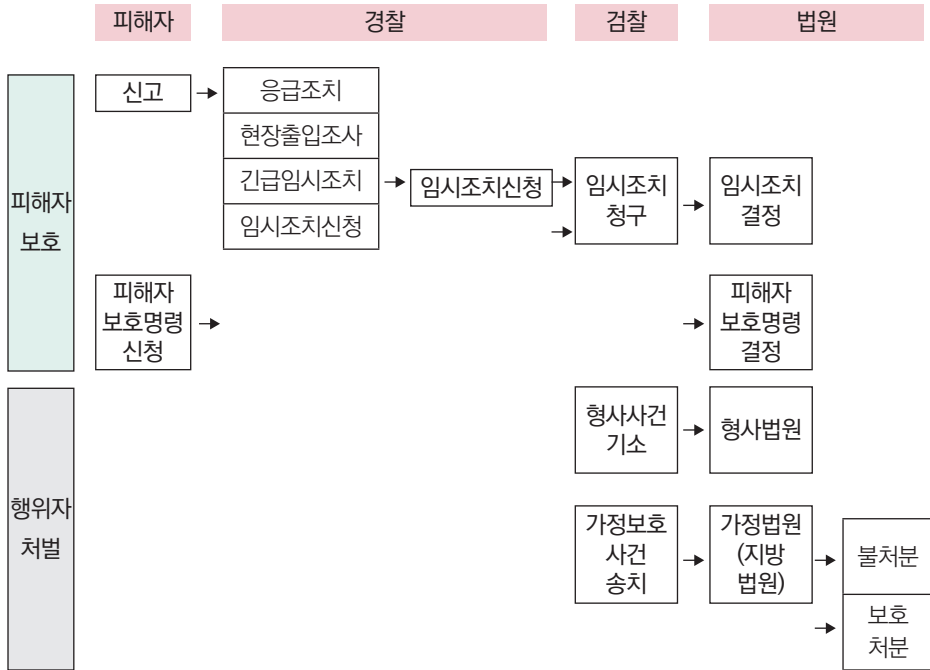 피해자
경찰
검찰
법원
피해자
보호
신고
응급조치
현장출입조사
긴급임시조치
임시조치신청
임시조치신청
임시조치
청구
임시조치
결정
피해자
보호명령
신청
피해자
보호명령
결정
행위자
처벌
형사사건
기소
형사법원
가정보호
사건
송치
가정법원
(지방
법원)
불처분
보호
처분